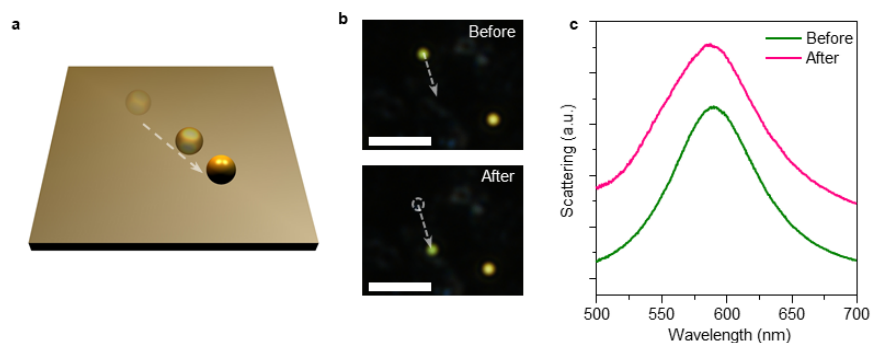 a
b
Before
After
c
Before
After
Scattering (a.u.)
500
550
600
650
700
Wavelength (nm)